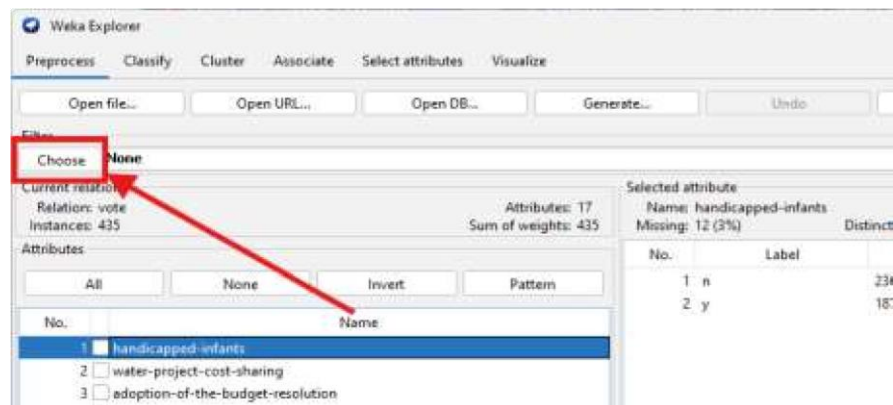 Weka Explorer
Preprocess Classify Cluster Associate Select attributes Visualize
Open file... Open URL... Open DB... Generate... Undo
Filter
Choose None
Current relation Selected attribute
Relation: vote Attributes: 17 Name: handicapped-infants
Instances: 435 Sum of weights: 435 Missing: 12 (3%) Distinct
Attributes No. Label
All None Invert Pattern 1 n
2 y
No. Name
1 handicapped-infants
2 water-project-cost-sharing
3 adoption-of-the-budget-resolution